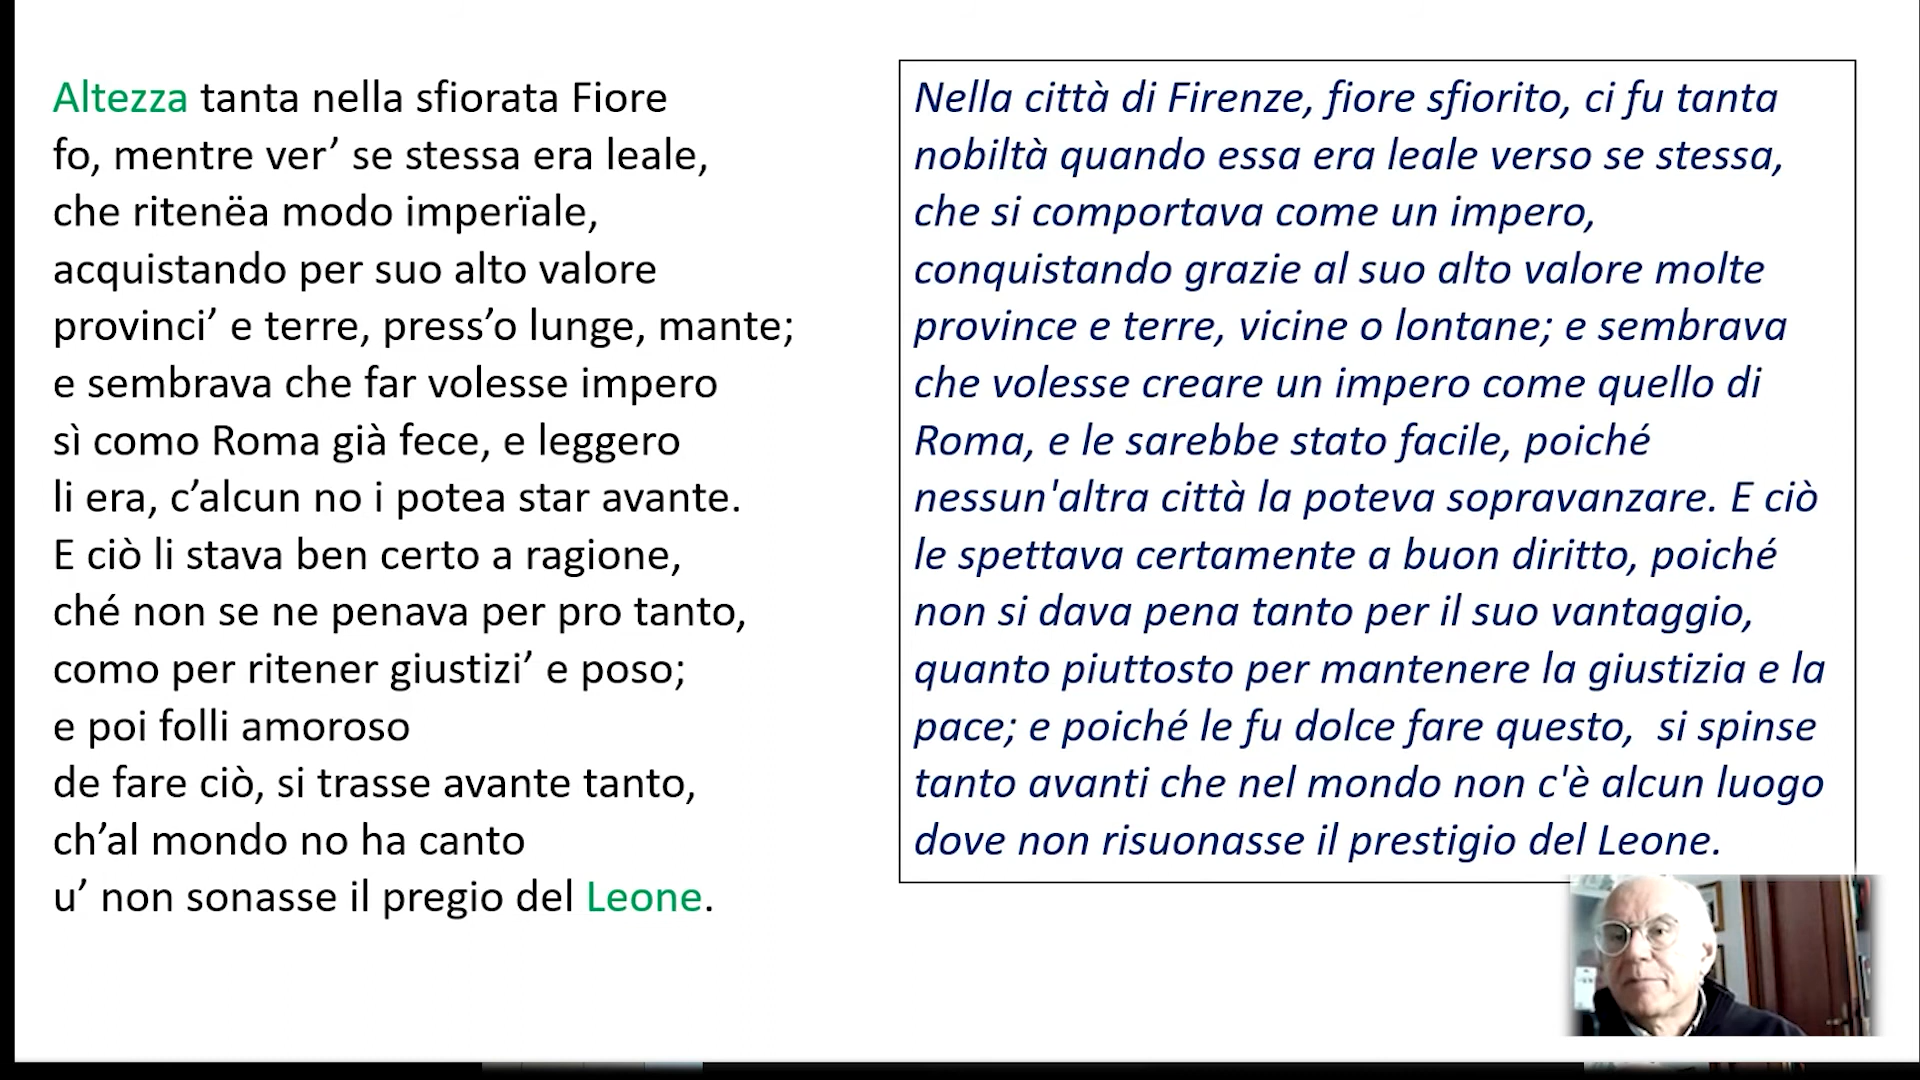 Altezza tanta nella sfiorata Fiore
fo, mentre ver’ se stessa era leale,
che ritenëa modo imperïale,
acquistando per suo alto valore
provinci’ e terre, press’o lunge, mante;
e sembrava che far volesse impero
sì como Roma già fece, e leggero
li era, c’alcun no i potea star avante.
E ciò li stava ben certo a ragione,
ché non se ne penava per pro tanto,
como per ritener giustizi’ e poso;
e poi folli amoroso
de fare ciò, si trasse avante tanto,
ch’al mondo no ha canto
u’ non sonasse il pregio del Leone.
Nella città di Firenze, fiore sfiorito, ci fu tanta
nobiltà quando essa era leale verso se stessa,
che si comportava come un impero,
conquistando grazie al suo alto valore molte
province e terre, vicine o lontane; e sembrava
che volesse creare un impero come quello di
Roma, e le sarebbe stato facile, poiché
nessun'altra città la poteva sopravanzare. E ciò
le spettava certamente a buon diritto, poiché
non si dava pena tanto per il suo vantaggio,
quanto piuttosto per mantenere la giustizia e la
pace; e poiché le fu dolce fare questo,  si spinse
tanto avanti che nel mondo non c'è alcun luogo
dove non risuonasse il prestigio del Leone.